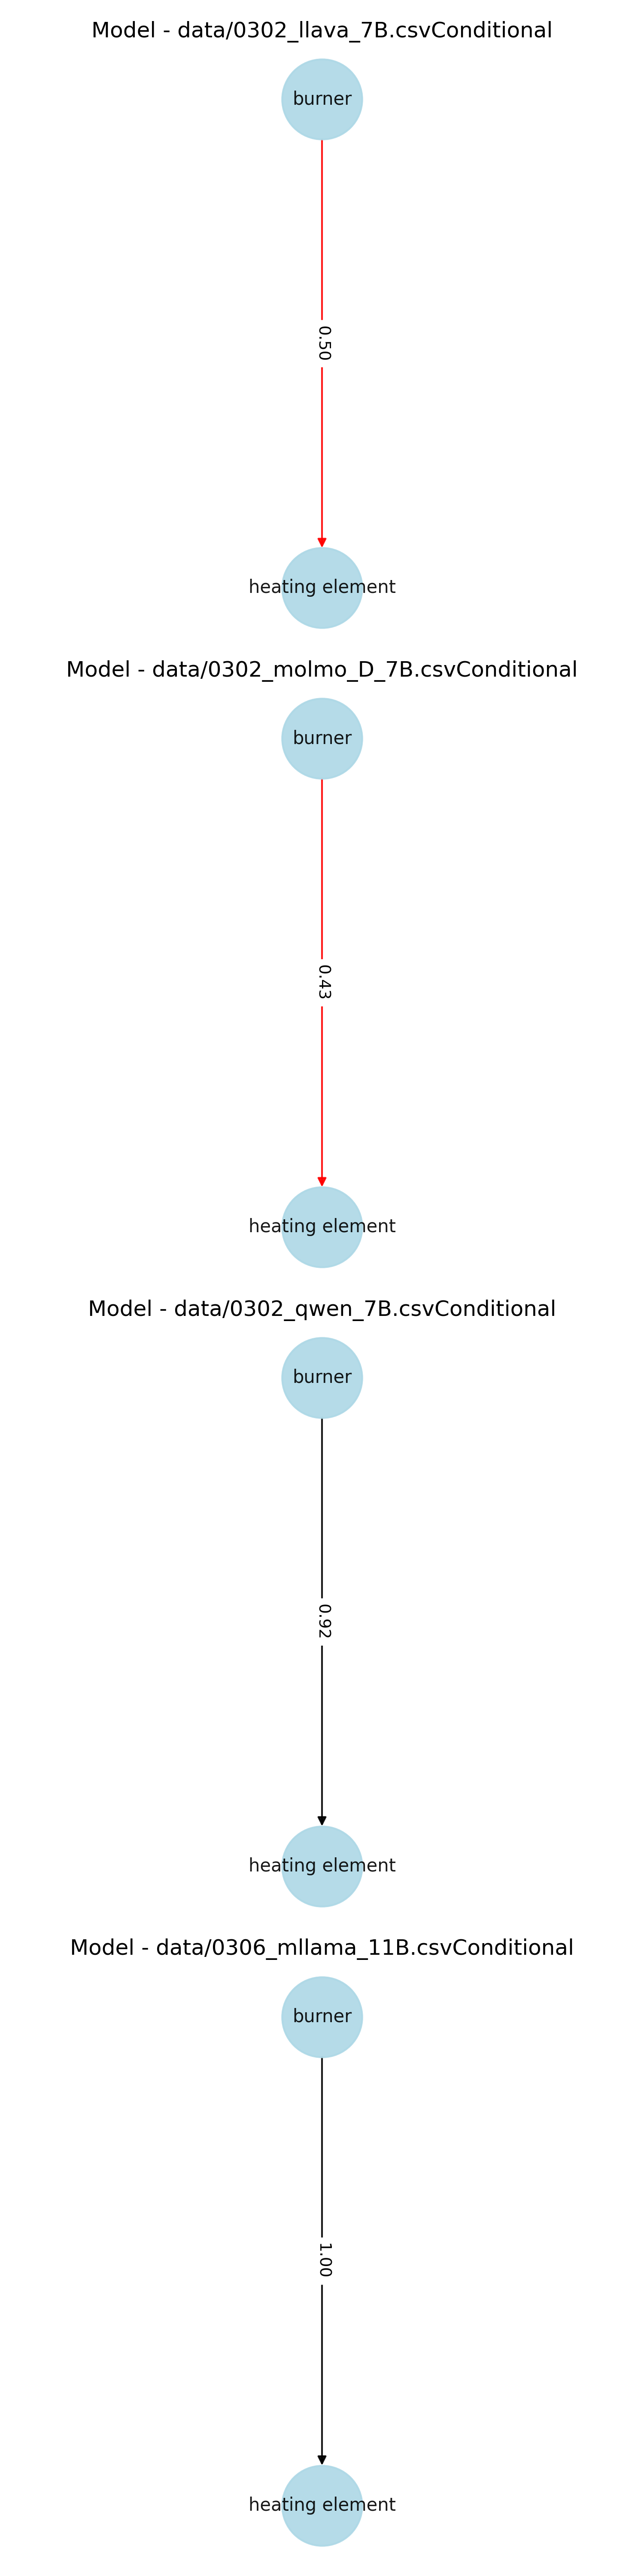 Model - data/0302_llava_7B.csvConditional
burner
0.50
heating element
Model - data/0302_molmo_D_7B.csvConditional
burner
0.43
heating element
Model - data/0302_qwen_7B.csvConditional
burner
0.92
heating element
Model - data/0306_mllama_11B.csvConditional
burner
1.00
heating element